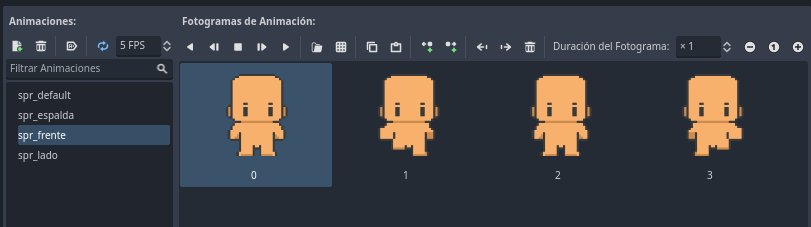 Animaciones:
Fotogramas de Animación:
5 FPS
Duración del Fotograma:
× 1
Filtrar Animaciones
spr_default
spr_espalda
spr_frente
spr_lado
0
1
2
3